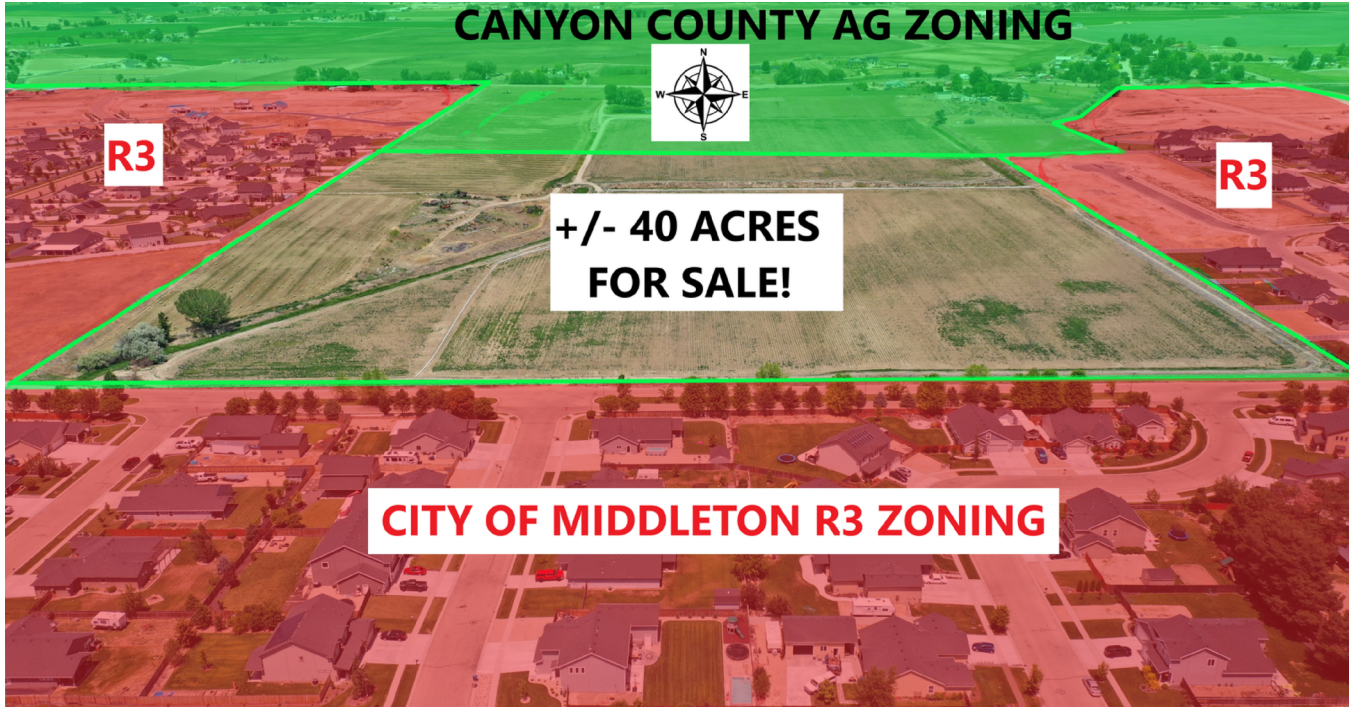 CANYON COUNTY AG ZONING
N
W E
S
R3
R3
+/- 40 ACRES
FOR SALE!
CITY OF MIDDLETON R3 ZONING